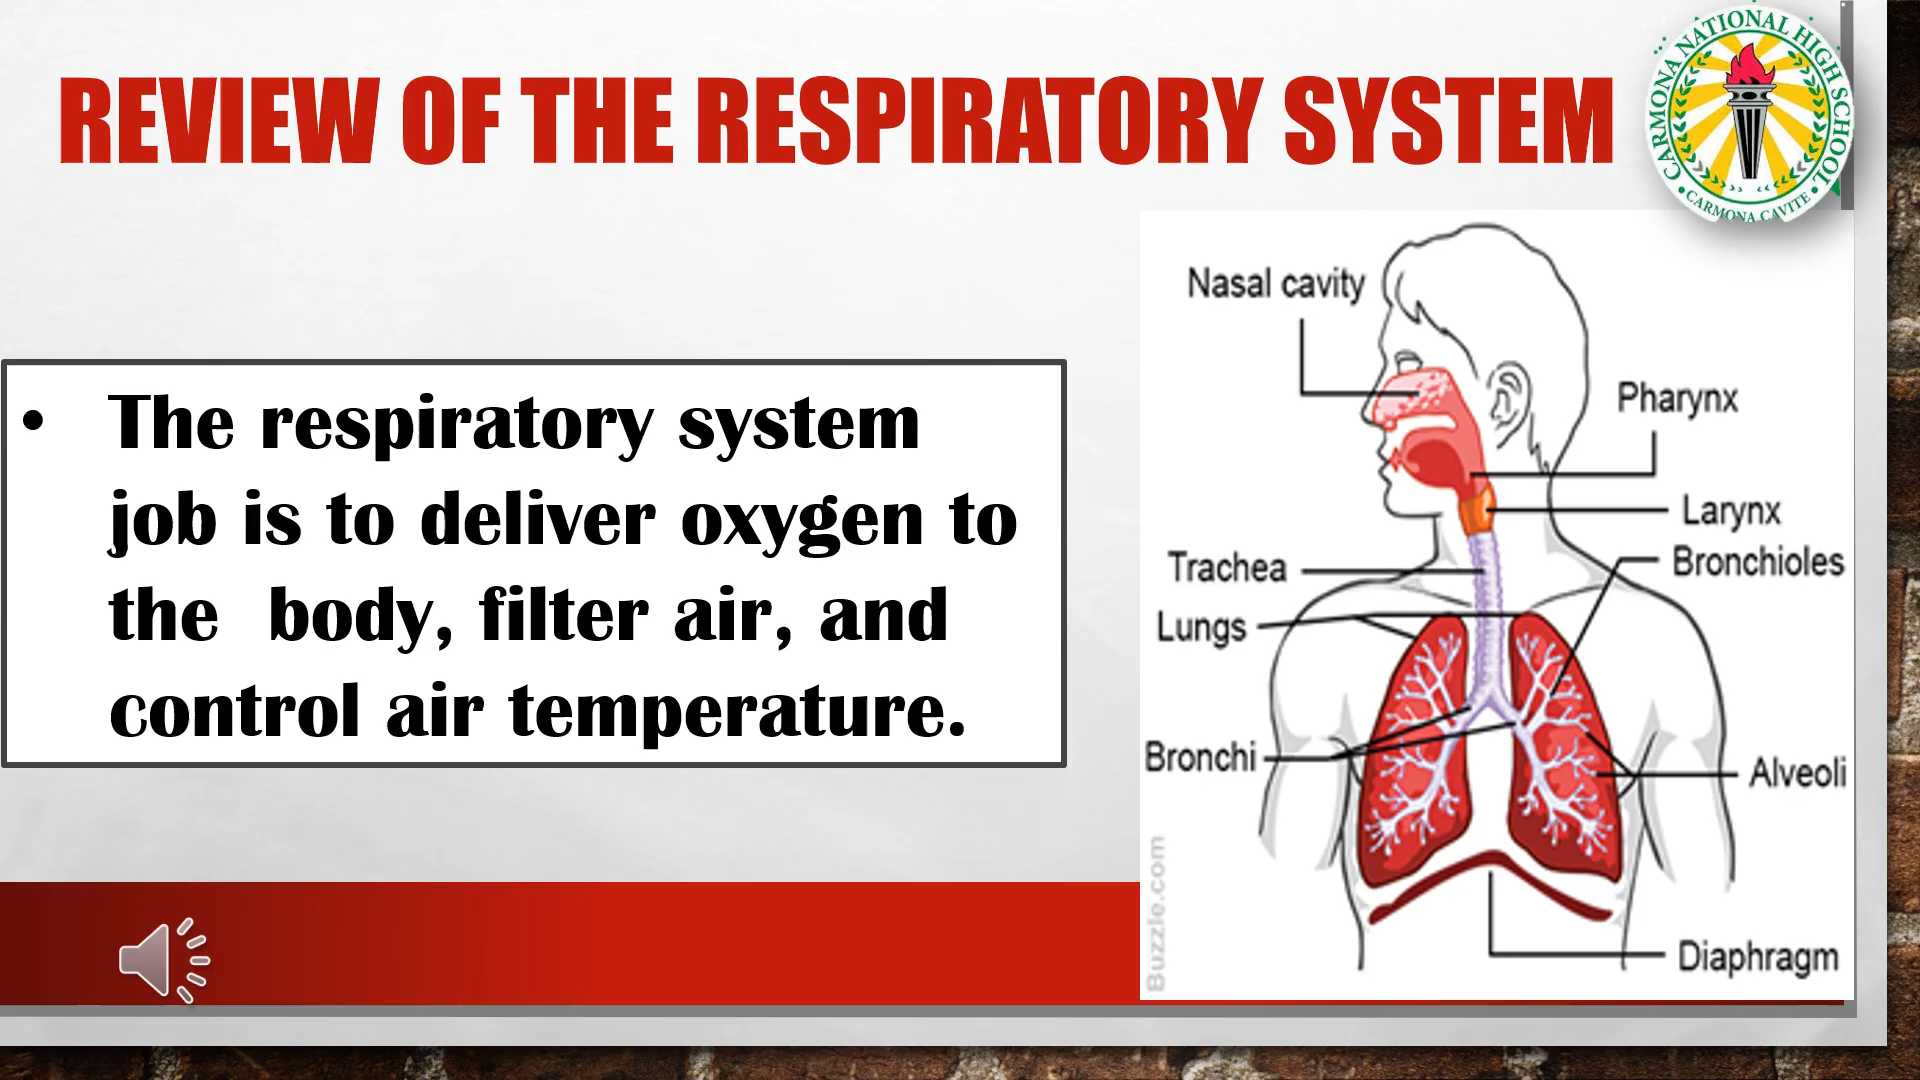 REVIEW OF THE RESPIRATORY SYSTEM
CARMONA NATIONAL HIGH SCHOOL
CARMONA CAVITE
• The respiratory system
job is to deliver oxygen to
the body, filter air, and
control air temperature.
Nasal cavity
Pharynx
Larynx
Bronchioles
Trachea
Lungs
Bronchi
Alveoli
Diaphragm
Buzzle.com